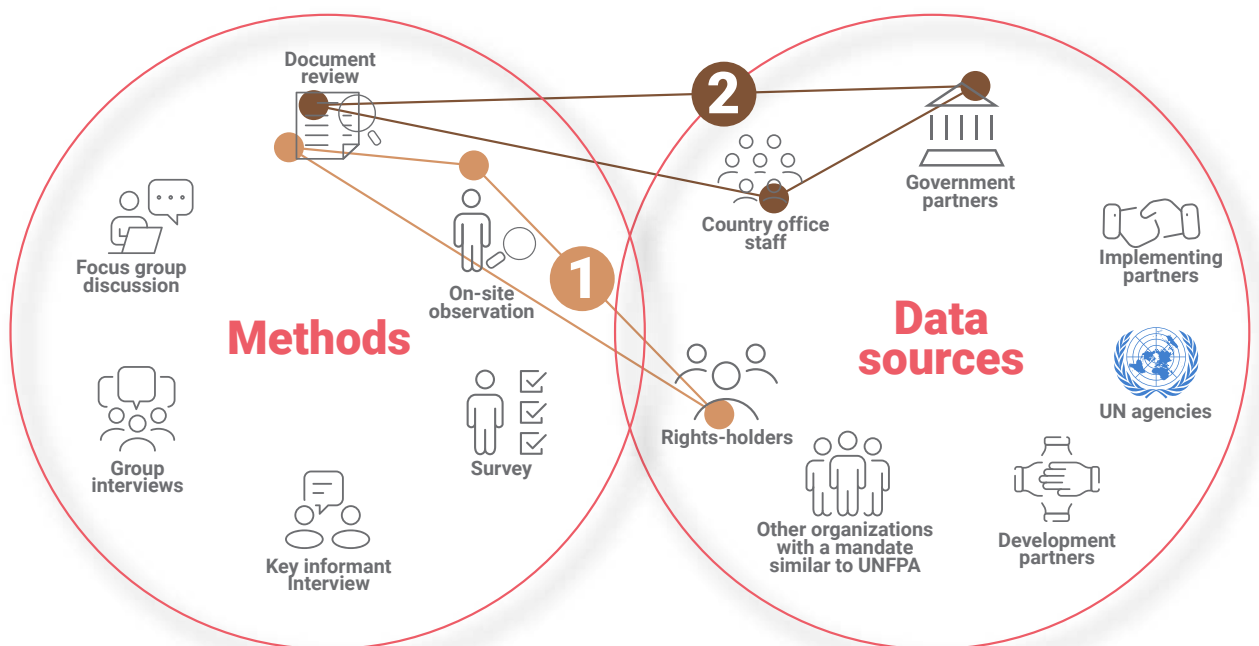 Document
review
2
Government
partners
Country office
staff
Implementing
partners
Focus group
discussion
1
On-site
observation
Methods
Data
sources
UN agencies
Rights-holders
Group
interviews
Survey
Other organizations
with a mandate
similar to UNFPA
Development
partners
Key informant
Interview